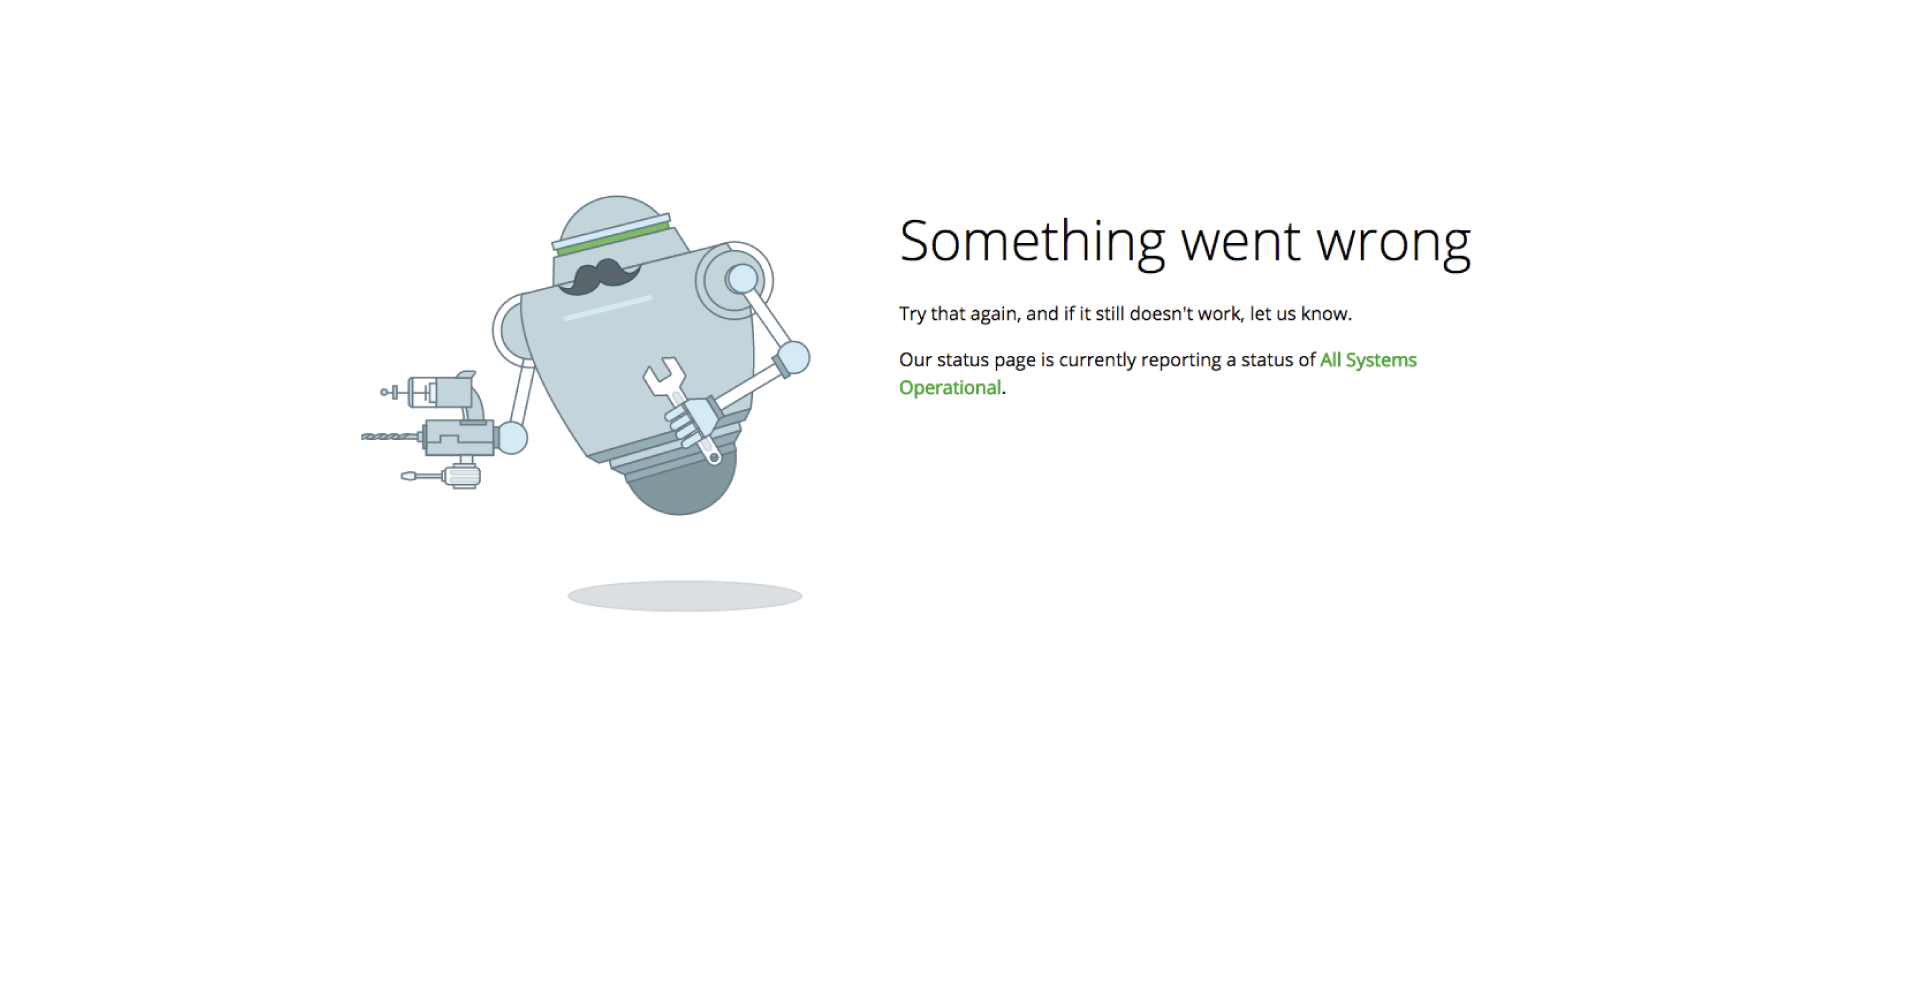 Something went wrong
Try that again, and if it still doesn't work, let us know.
Our status page is currently reporting a status of All Systems
Operational.